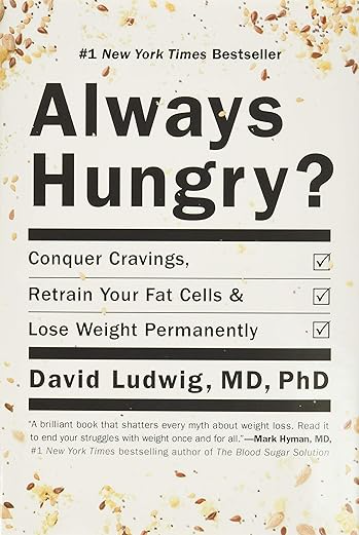 #1 New York Times Bestseller
Always
Hungry?
Conquer Cravings,
Retrain Your Fat Cells &
Lose Weight Permanently
David Ludwig, MD, PhD
"A brilliant book that shatters every myth about weight loss. Read it
to end your struggles with weight once and for all."—Mark Hyman, MD,
#1 New York Times bestselling author of The Blood Sugar Solution